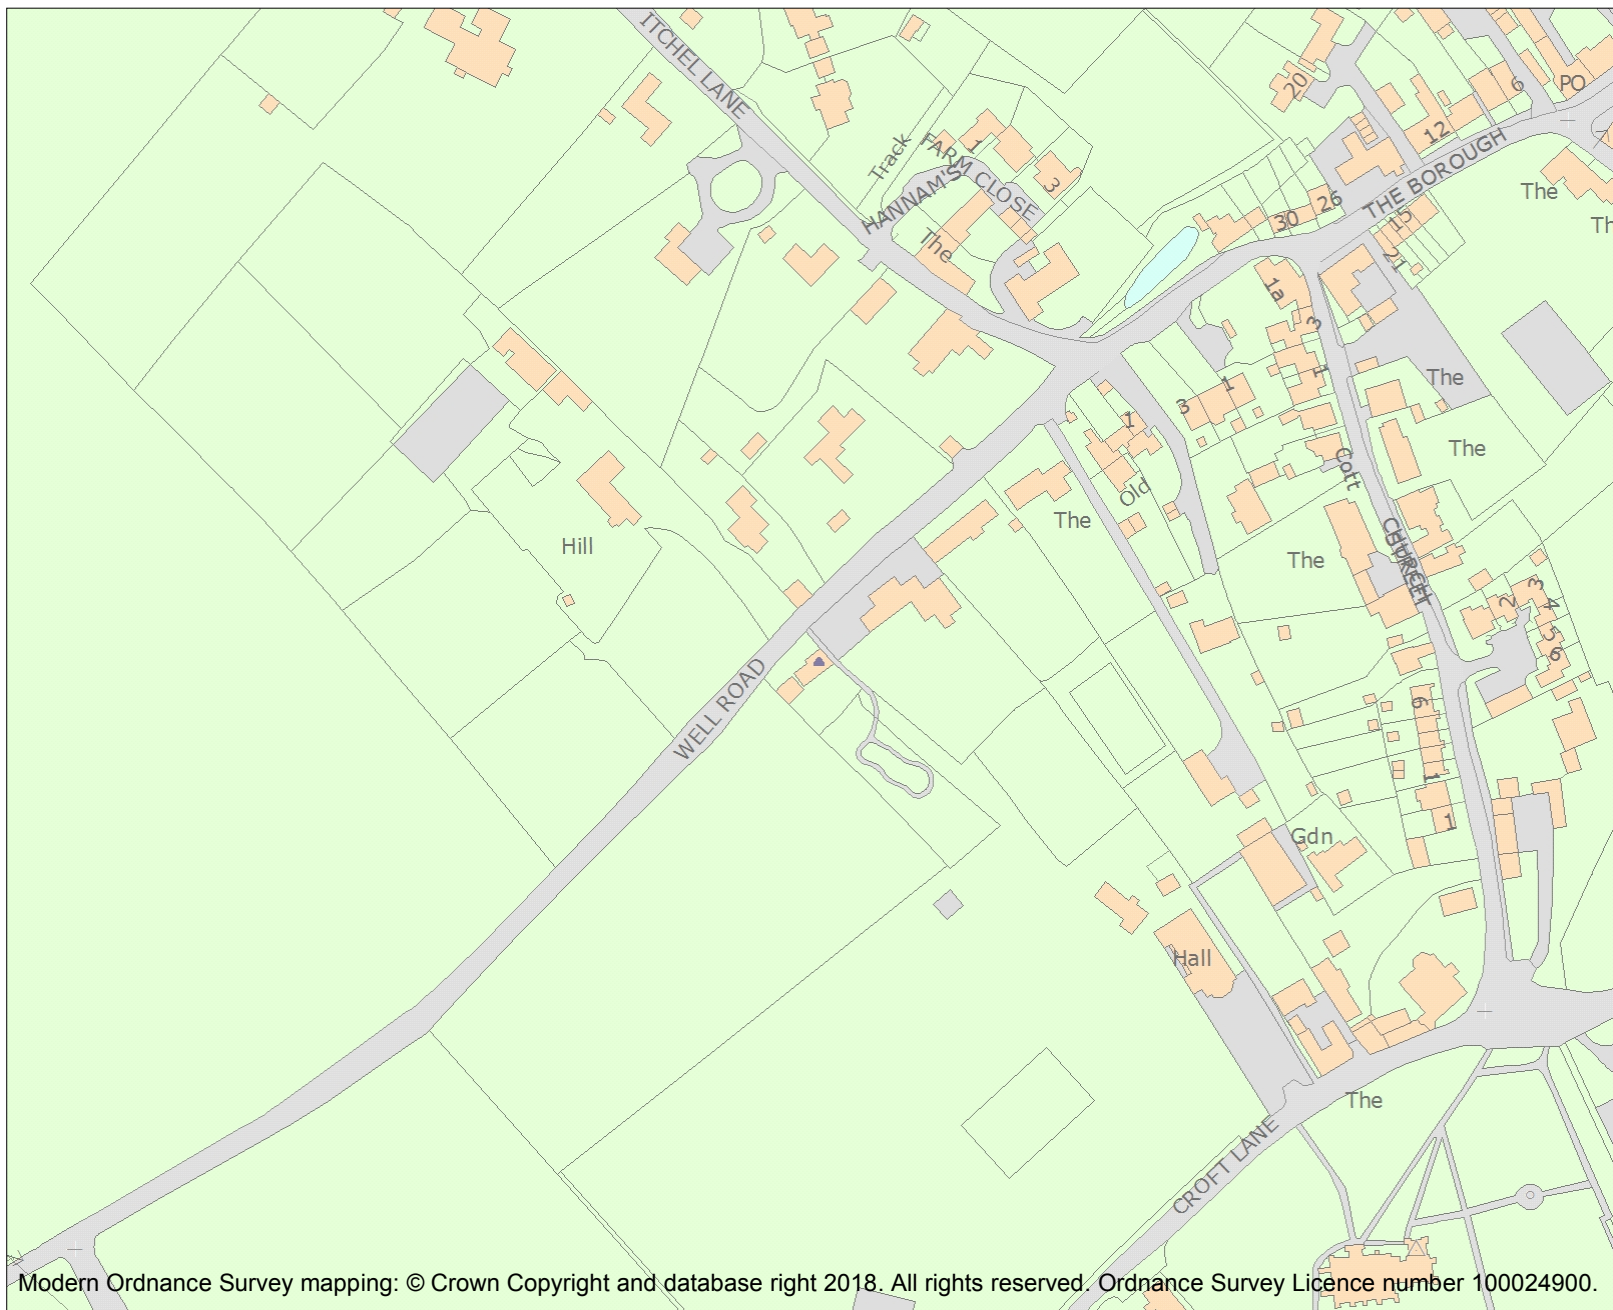 ITCHEL LANE
20
6
PO
12
THE BOROUGH
Track
1
HANNAM'S
FARM CLOSE
3
The
The
Th
26
30
15
21
1a
3
1
The
1
3
1
The
Cott
Old
The
The
CHURCH
STREET
Hill
3
2
4
5
6
WELL ROAD
6
1
1
Gdn
Hall
The
CROFT LANE
Modern Ordnance Survey mapping: © Crown Copyright and database right 2018. All rights reserved. Ordnance Survey Licence number 100024900.